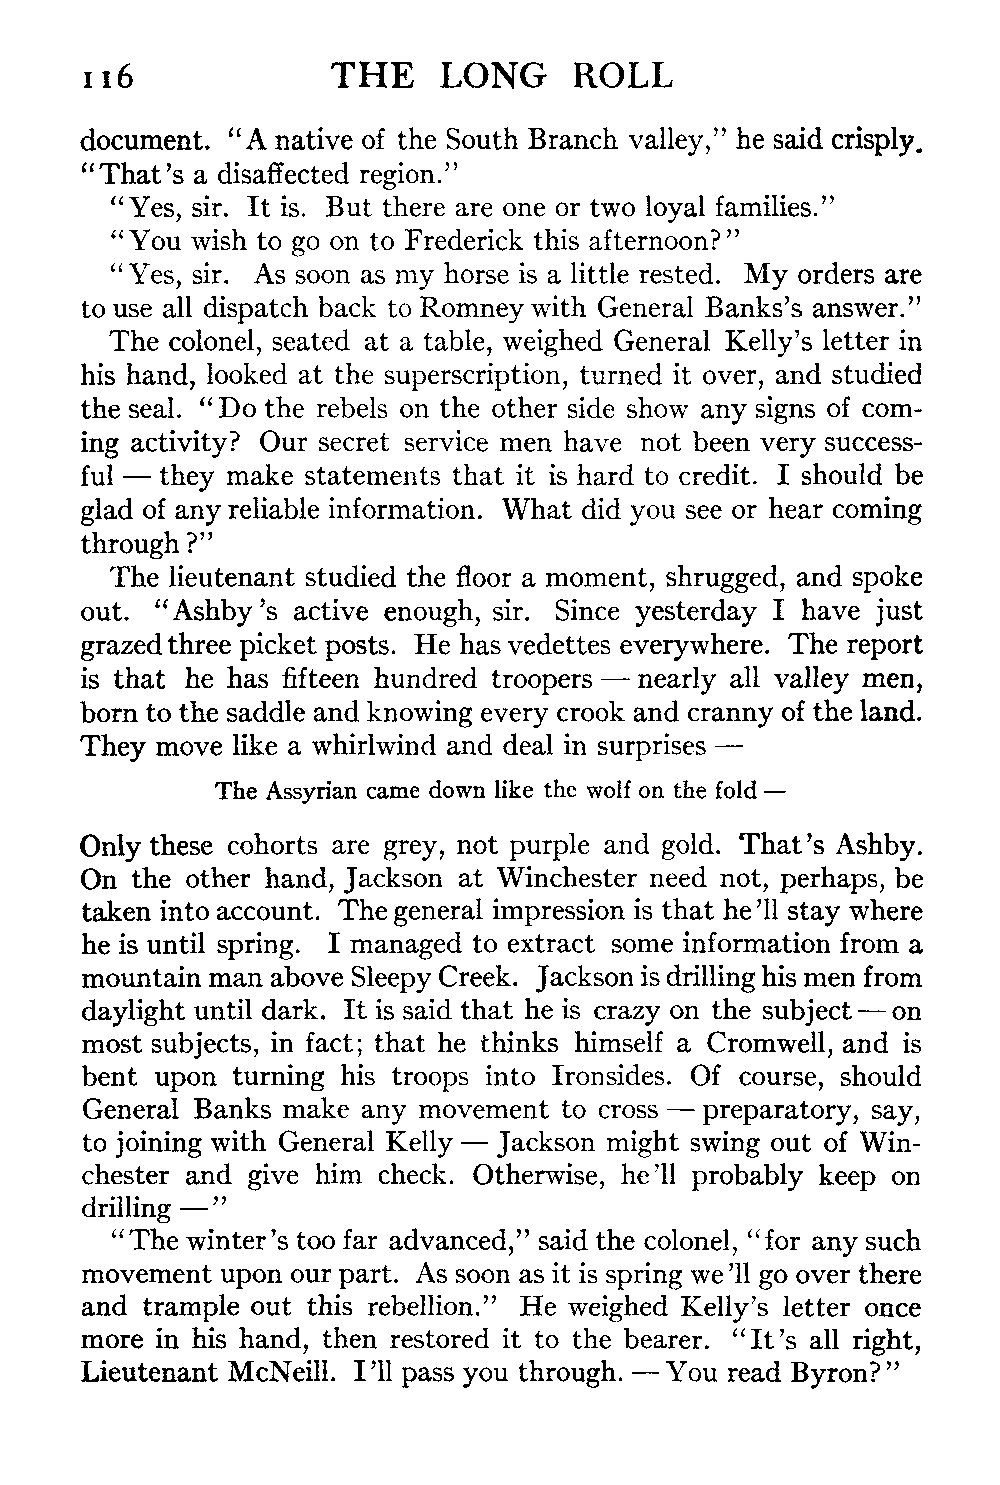 116 THE LONG ROLL
document. "A native of the South Branch valley," he said crisply.
"That's a disaffected region."
"Yes, sir. It is. But there are one or two loyal families."
"You wish to go on to Frederick this afternoon?"
"Yes, sir. As soon as my horse is a little rested. My orders are
to use all dispatch back to Romney with General Banks's answer."
The colonel, seated at a table, weighed General Kelly's letter in
his hand, looked at the superscription, turned it over, and studied
the seal. "Do the rebels on the other side show any signs of com-
ing activity? Our secret service men have not been very success-
ful — they make statements that it is hard to credit. I should be
glad of any reliable information. What did you see or hear coming
through?"
The lieutenant studied the floor a moment, shrugged, and spoke
out. "Ashby's active enough, sir. Since yesterday I have just
grazed three picket posts. He has vedettes everywhere. The report
is that he has fifteen hundred troopers — nearly all valley men,
born to the saddle and knowing every crook and cranny of the land.
They move like a whirlwind and deal in surprises —
The Assyrian came down like the wolf on the fold —
Only these cohorts are grey, not purple and gold. That's Ashby.
On the other hand, Jackson at Winchester need not, perhaps, be
taken into account. The general impression is that he'll stay where
he is until spring. I managed to extract some information from a
mountain man above Sleepy Creek. Jackson is drilling his men from
daylight until dark. It is said that he is crazy on the subject — on
most subjects, in fact; that he thinks himself a Cromwell, and is
bent upon turning his troops into Ironsides. Of course, should
General Banks make any movement to cross — preparatory, say,
to joining with General Kelly — Jackson might swing out of Win-
chester and give him check. Otherwise, he'll probably keep on
drilling —"
"The winter's too far advanced," said the colonel, "for any such
movement upon our part. As soon as it is spring we'll go over there
and trample out this rebellion." He weighed Kelly's letter once
more in his hand, then restored it to the bearer. "It's all right,
Lieutenant McNeill. I'll pass you through. — You read Byron?"